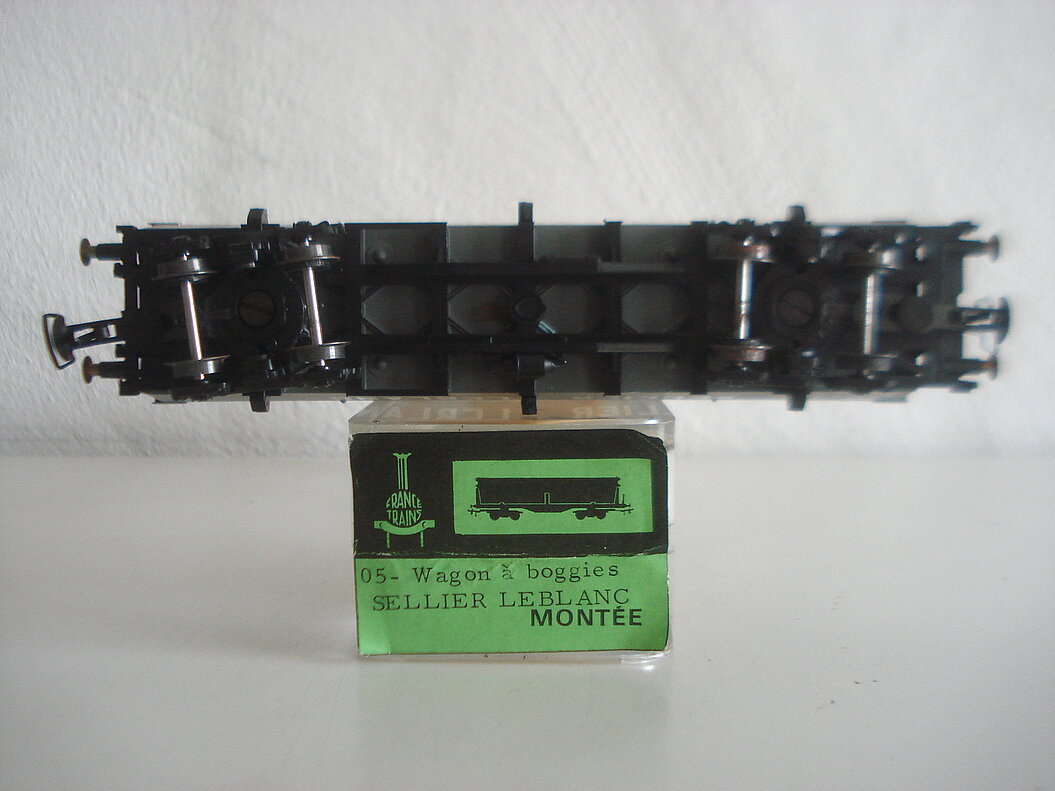 FRANCE
TRAINS
05- Wagon à boggies
SELLIER LEBLANC
MONTÉE